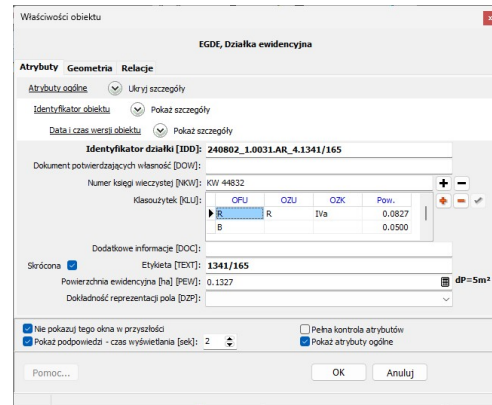 Właściwości obiektu
EGDE, Działka ewidencyjna
Atrybuty Geometria Relacje
Atrybuty ogólne Ukryj szczegóły
Identyfikator obiektu Pokaż szczegóły
Data i czas wersji obiektu Pokaż szczegóły
Identyfikator działki [IDD]: 240802_1.0031.AR_4.1341/165
Dokument potwierdzających własność [DOW]:
Numer księgi wieczystej [NKW]: KW 44832
Klasoużytek [KLU]: OFU OZU OZK Pow.
R R IVa 0.0827
B 0.0500
Dodatkowe informacje [DOC]:
Skrócona Etykieta [TEXT]: 1341/165
Powierzchnia ewidencyjna [ha] [PEW]: 0.1327 dP=5m²
Dokładność reprezentacji pola [DZP]:
Nie pokazuj tego okna w przyszłości Pełna kontrola atrybutów
Pokaż podpowiedzi - czas wyświetlania [sek]: 2 Pokaż atrybuty ogólne
Pomoc... OK Anuluj